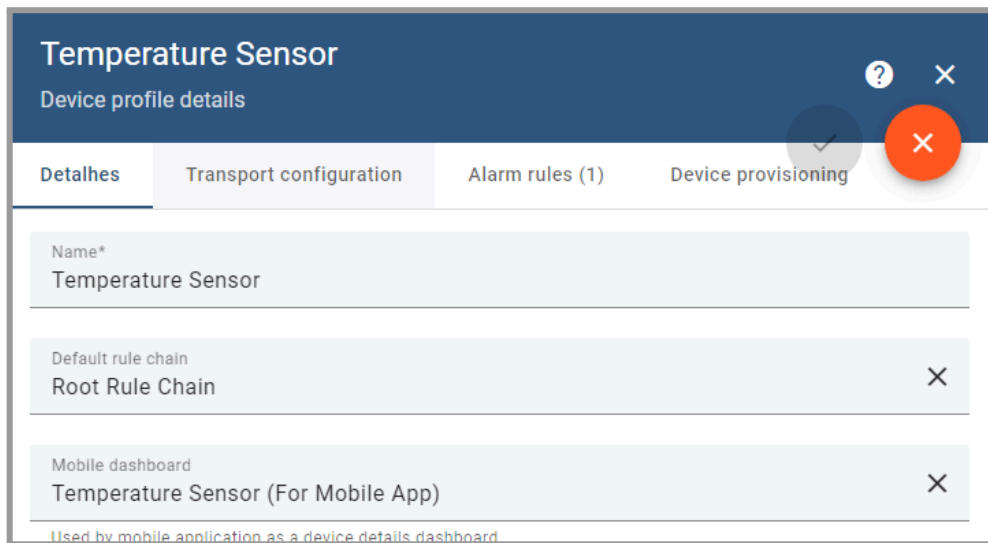 Temperature Sensor
Device profile details
Detalhes Transport configuration Alarm rules (1) Device provisioning
Name*
Temperature Sensor
Default rule chain
Root Rule Chain
Mobile dashboard
Temperature Sensor (For Mobile App)
Used by mobile application as a device details dashboard